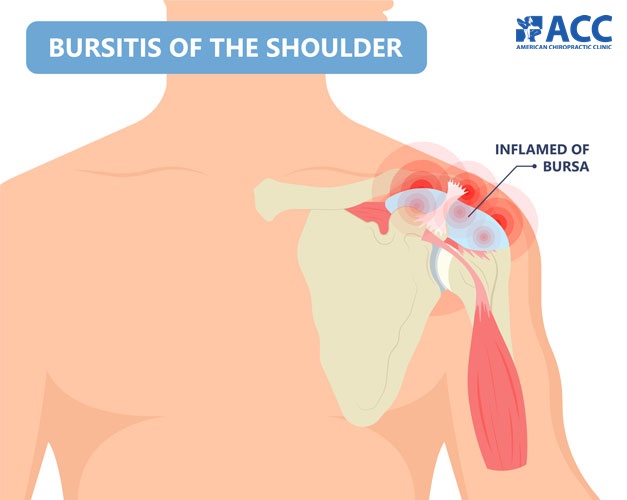 BURSITIS OF THE SHOULDER
ACC
AMERICAN CHIROPRACTIC CLINIC
INFLAMED OF
BURSA